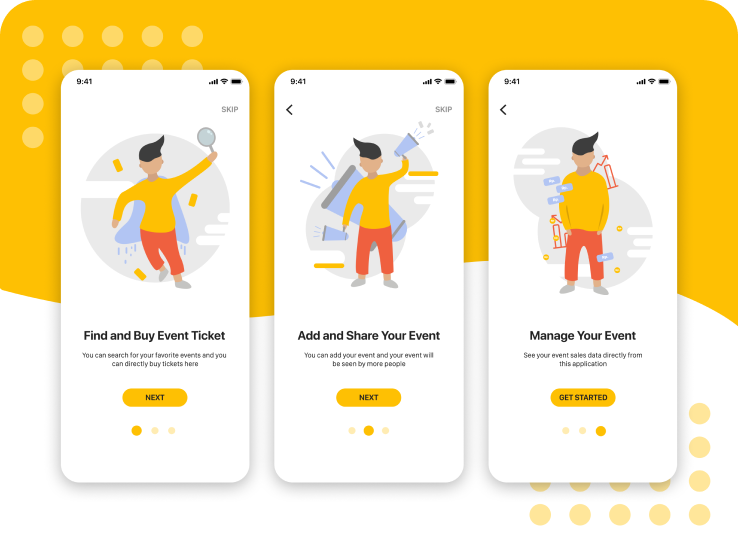 9:41
SKIP
Find and Buy Event Ticket
You can search for your favorite events and you
can directly buy tickets here
NEXT
9:41
SKIP
Add and Share Your Event
You can add your event and your event will
be seen by more people
NEXT
9:41
Manage Your Event
See your event sales data directly from
this application
GET STARTED